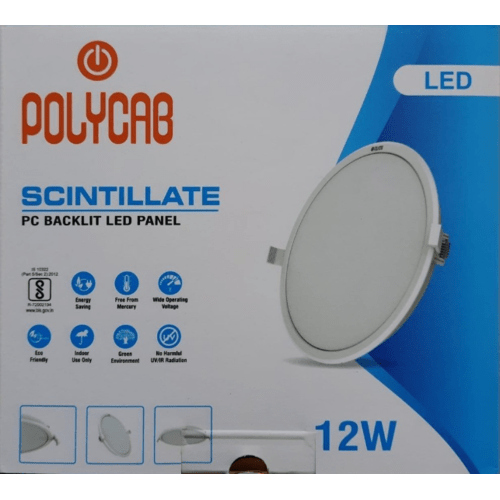 POLYCAB
LED
SCINTILLATE
PC BACKLIT LED PANEL
Energy
Saving
Free From
Mercury
Wide Operating
Voltage
Eco
Friendly
Indoor
Use Only
Green
Environment
No Harmful
UV/IR Radiation
12W